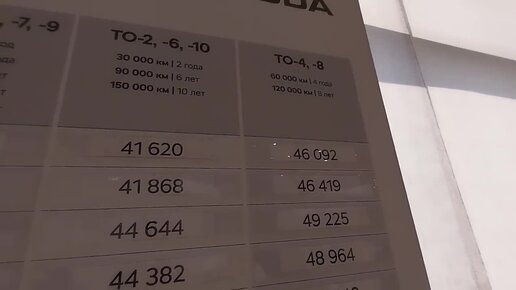 -7, -9
ТО-2, -6, -10
30 000 км | 2 года
90 000 км | 6 лет
150 000 км | 10 лет
ТО-4, -8
60 000 км | 4 года
120 000 км | 8 лет
41 620 46 092
41 868 46 419
44 644 49 225
44 382 48 964